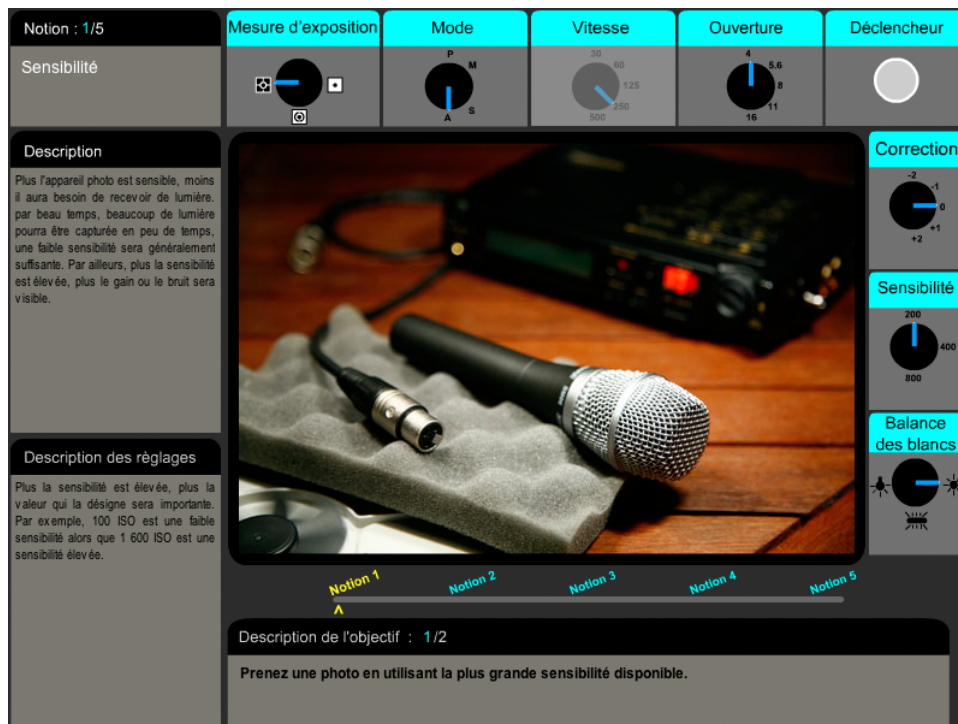 Notion : 1/5
Sensibilité
Mesure d'exposition
Mode
P
M
S
A
Vitesse
30
60
125
250
500
Ouverture
4
5.6
8
11
16
Déclencheur
Description
Plus l'appareil photo est sensible, moins
il aura besoin de recevoir de lumière.
par beau temps, beaucoup de lumière
pourra être capturée en peu de temps,
une faible sensibilité sera généralement
suffisante. Par ailleurs, plus la sensibilité
est élevée, plus le gain ou le bruit sera
visible.
Correction
-2
-1
0
+1
+2
Sensibilité
200
400
800
Balance
des blancs
Description des règlages
Plus la sensibilité est élevée, plus la
valeur qui la désigne sera importante.
Par exemple, 100 ISO est une faible
sensibilité alors que 1 600 ISO est une
sensibilité élevée.
Notion 1
Notion 2
Notion 3
Notion 4
Notion 5
Description de l'objectif : 1/2
Prenez une photo en utilisant la plus grande sensibilité disponible.